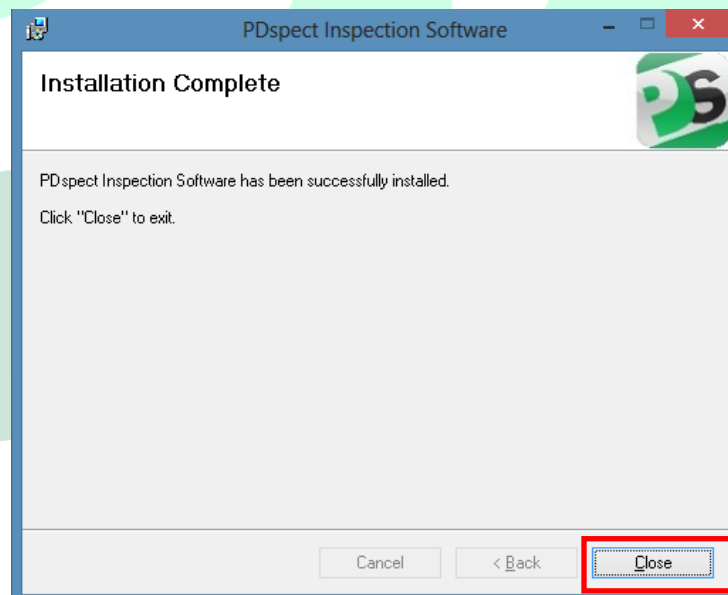 PDspect Inspection Software
Installation Complete
PS
PDspect Inspection Software has been successfully installed.
Click "Close" to exit.
Cancel
< Back
Close